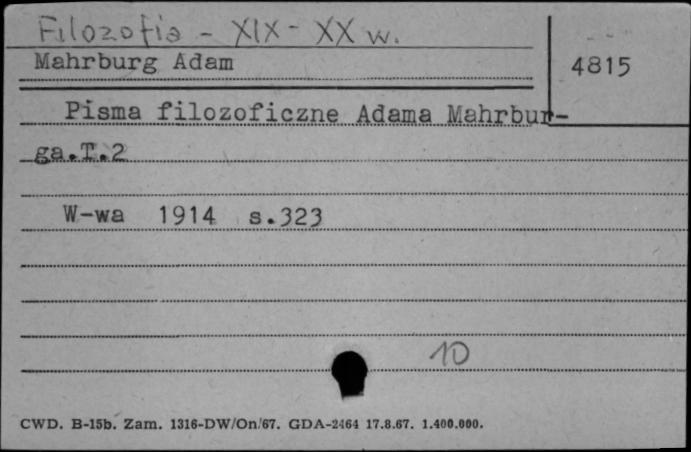 Filozofia - XIX - XX w.
Mahrburg Adam
4815
Pisma filozoficzne Adama Mahrbur-
ga.T.2
W-wa 1914 s.323
10
CWD. B-15b. Zam. 1316-DW/On/67. GDA-2464 17.8.67. 1.400.000.